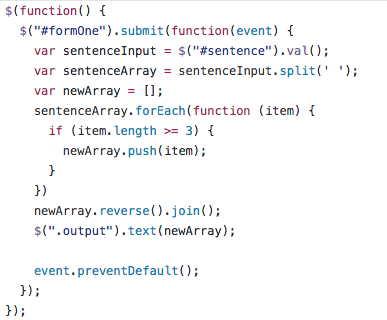 $(function() {
  $("#formOne").submit(function(event) {
    var sentenceInput = $("#sentence").val();
    var sentenceArray = sentenceInput.split(' ');
    var newArray = [];
    sentenceArray.forEach(function (item) {
      if (item.length >= 3) {
        newArray.push(item);
      }
    })
    newArray.reverse().join();
    $(".output").text(newArray);

    event.preventDefault();
  });
});